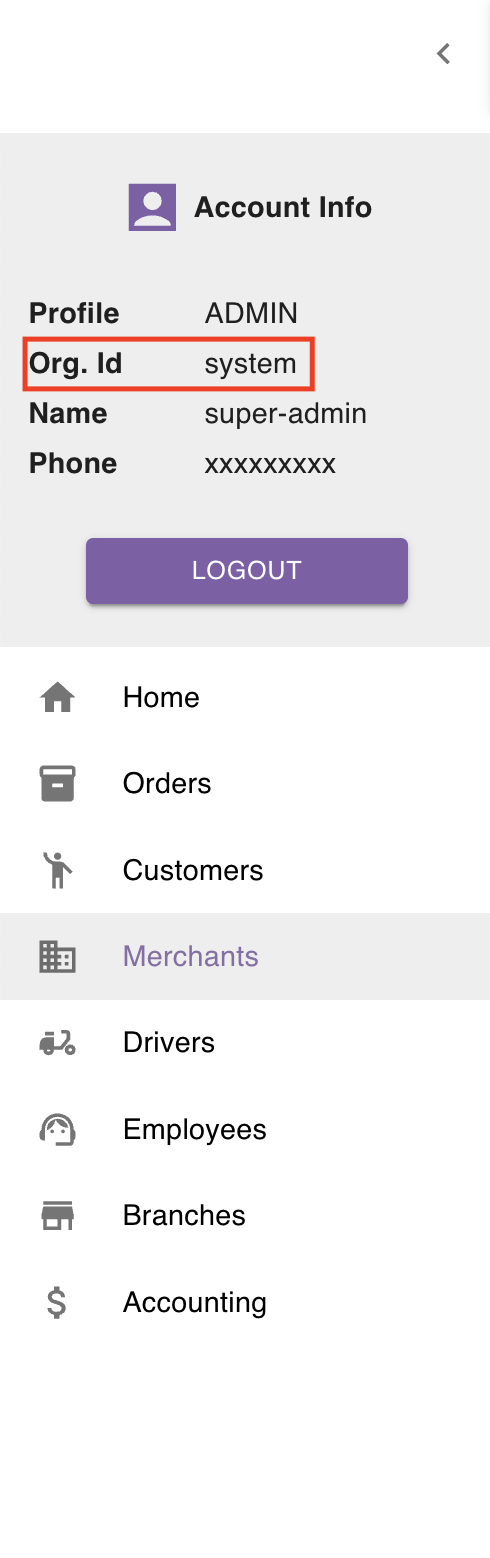 Account Info
Profile ADMIN
Org. Id system
Name super-admin
Phone xxxxxxxxx
LOGOUT
Home
Orders
Customers
Merchants
Drivers
Employees
Branches
Accounting